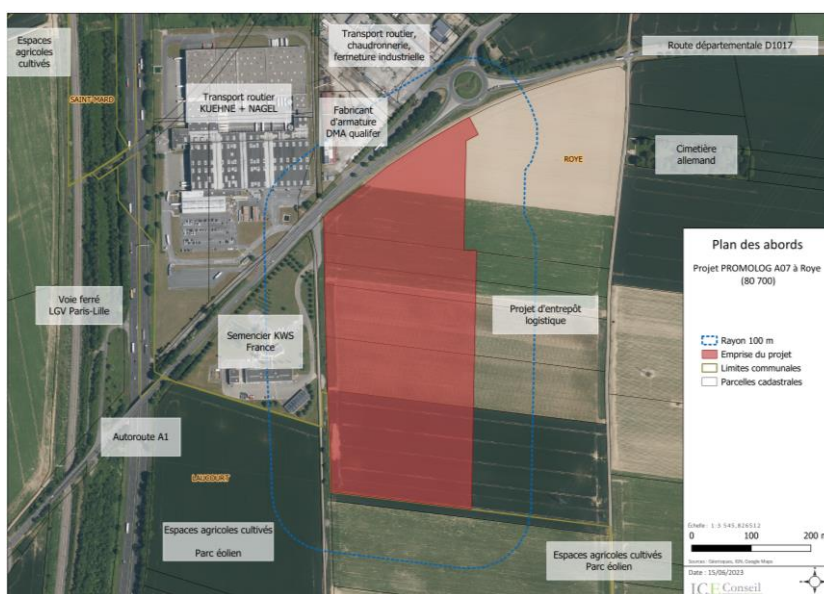 Espaces
agricoles
cultivés
Transport routier,
chaudronnerie,
fermeture industrielle
Route départementale D1017
SAINT-MARD
Transport routier
KUEHNE + NAGEL
Fabricant
d'armature
DMA qualifer
ROYE
Cimetière
allemand
Plan des abords
Projet PROMOLOG A07 à Roye
(80 700)
Voie ferré
LGV Paris-Lille
Semencier KWS
France
Projet d'entrepôt
logistique
Rayon 100 m
Emprise du projet
Limites communales
Parcelles cadastrales
Autoroute A1
LAUCOURT
Espaces agricoles cultivés
Parc éolien
Espaces agricoles cultivés
Parc éolien
Échelle : 1:3 545,826512
0 100 200 m
Date : 15/06/2023
ICE Conseil